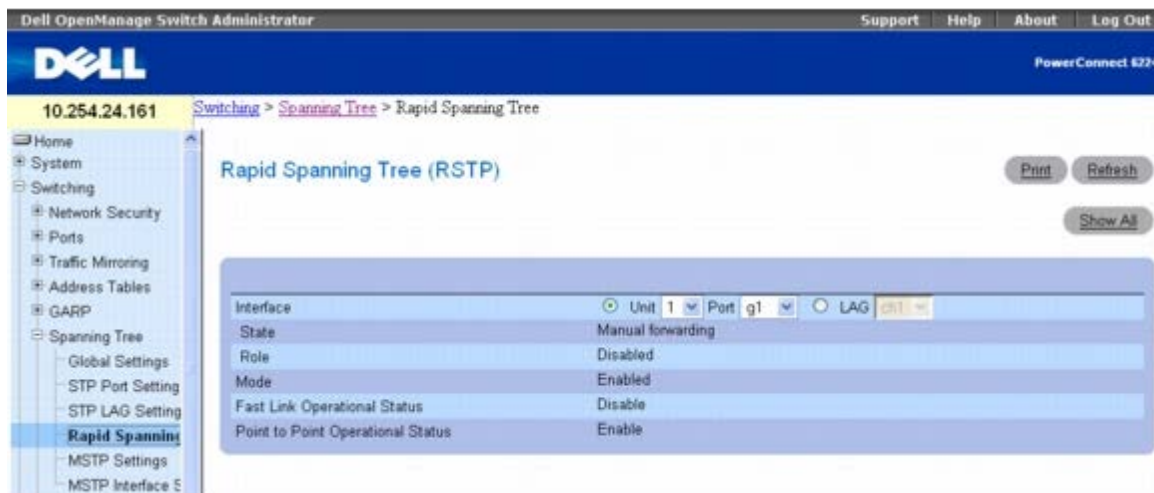 Dell OpenManage Switch Administrator Support Help About Log Out
DELL
PowerConnect 622
10.254.24.161
Switching > Spanning Tree > Rapid Spanning Tree
Home
System
Switching
Network Security
Ports
Traffic Mirroring
Address Tables
GARP
Spanning Tree
Global Settings
STP Port Setting
STP LAG Setting
Rapid Spanning
MSTP Settings
MSTP Interface S
Rapid Spanning Tree (RSTP)
Print Refresh
Show All
Interface Unit 1 Port g1 LAG ch1
State Manual forwarding
Role Disabled
Mode Enabled
Fast Link Operational Status Disable
Point to Point Operational Status Enable